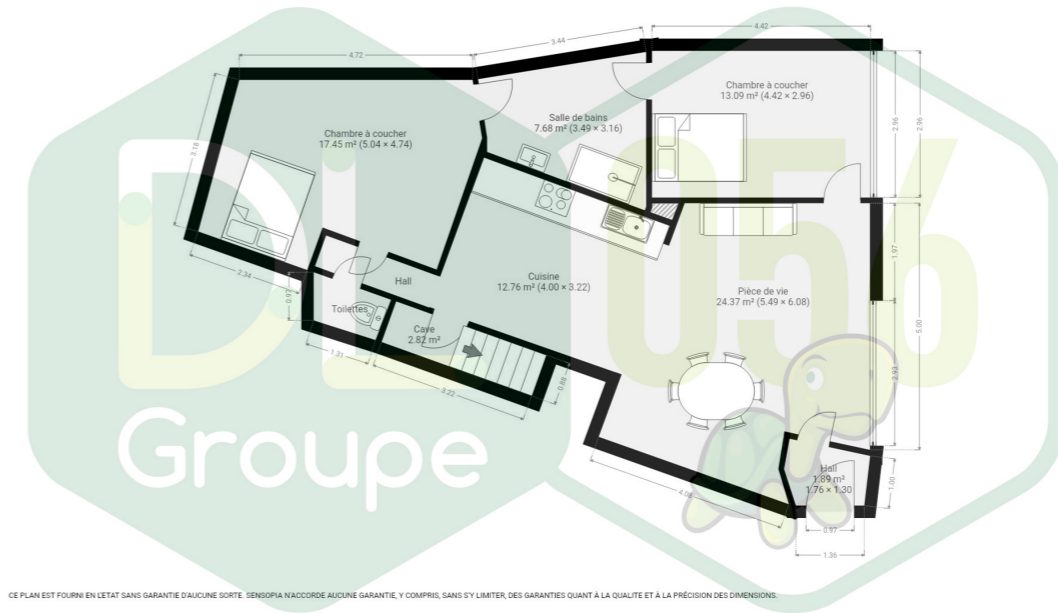 4.42
3.44
4.72
Chambre à coucher
13.09 m² (4.42 × 2.96)
2.96
2.96
Salle de bains
7.68 m² (3.49 × 3.16)
Chambre à coucher
17.45 m² (5.04 × 4.74)
3.18
1.97
Hall
Cuisine
12.76 m² (4.00 × 3.22)
Pièce de vie
24.37 m² (5.49 × 6.08)
2.34
0.97
Toilettes
Cave
2.82 m²
5.00
1.31
3.22
0.88
2.93
DL 056
Groupe
4.08
Hall
1.89 m²
1.76 × 1.30
1.00
0.97
1.36
CE PLAN EST FOURNI EN L'ETAT SANS GARANTIE D'AUCUNE SORTE. SENSOPIA N'ACCORDE AUCUNE GARANTIE, Y COMPRIS, SANS S'Y LIMITER, DES GARANTIES QUANT À LA QUALITE ET À LA PRÉCISION DES DIMENSIONS.